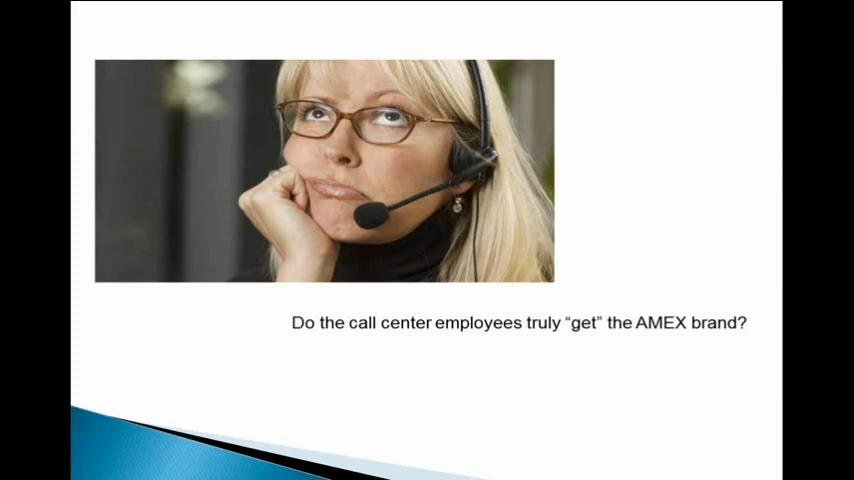 Do the call center employees truly “get” the AMEX brand?